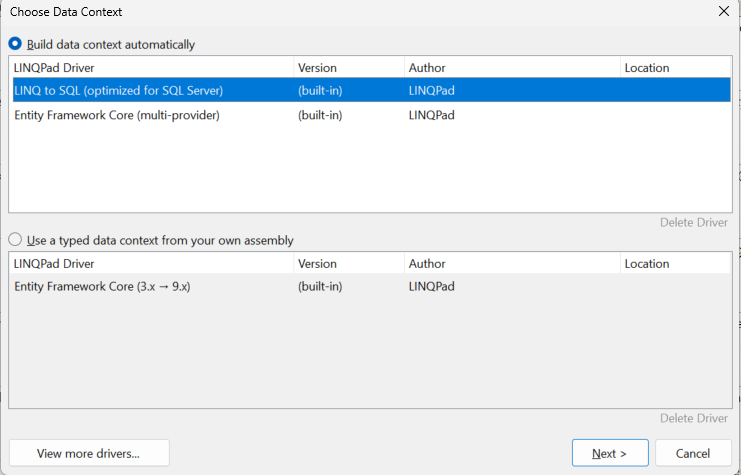 Choose Data Context
Build data context automatically
LINQPad Driver Version Author Location
LINQ to SQL (optimized for SQL Server) (built-in) LINQPad
Entity Framework Core (multi-provider) (built-in) LINQPad
Delete Driver
Use a typed data context from your own assembly
LINQPad Driver Version Author Location
Entity Framework Core (3.x → 9.x) (built-in) LINQPad
Delete Driver
View more drivers... Next > Cancel